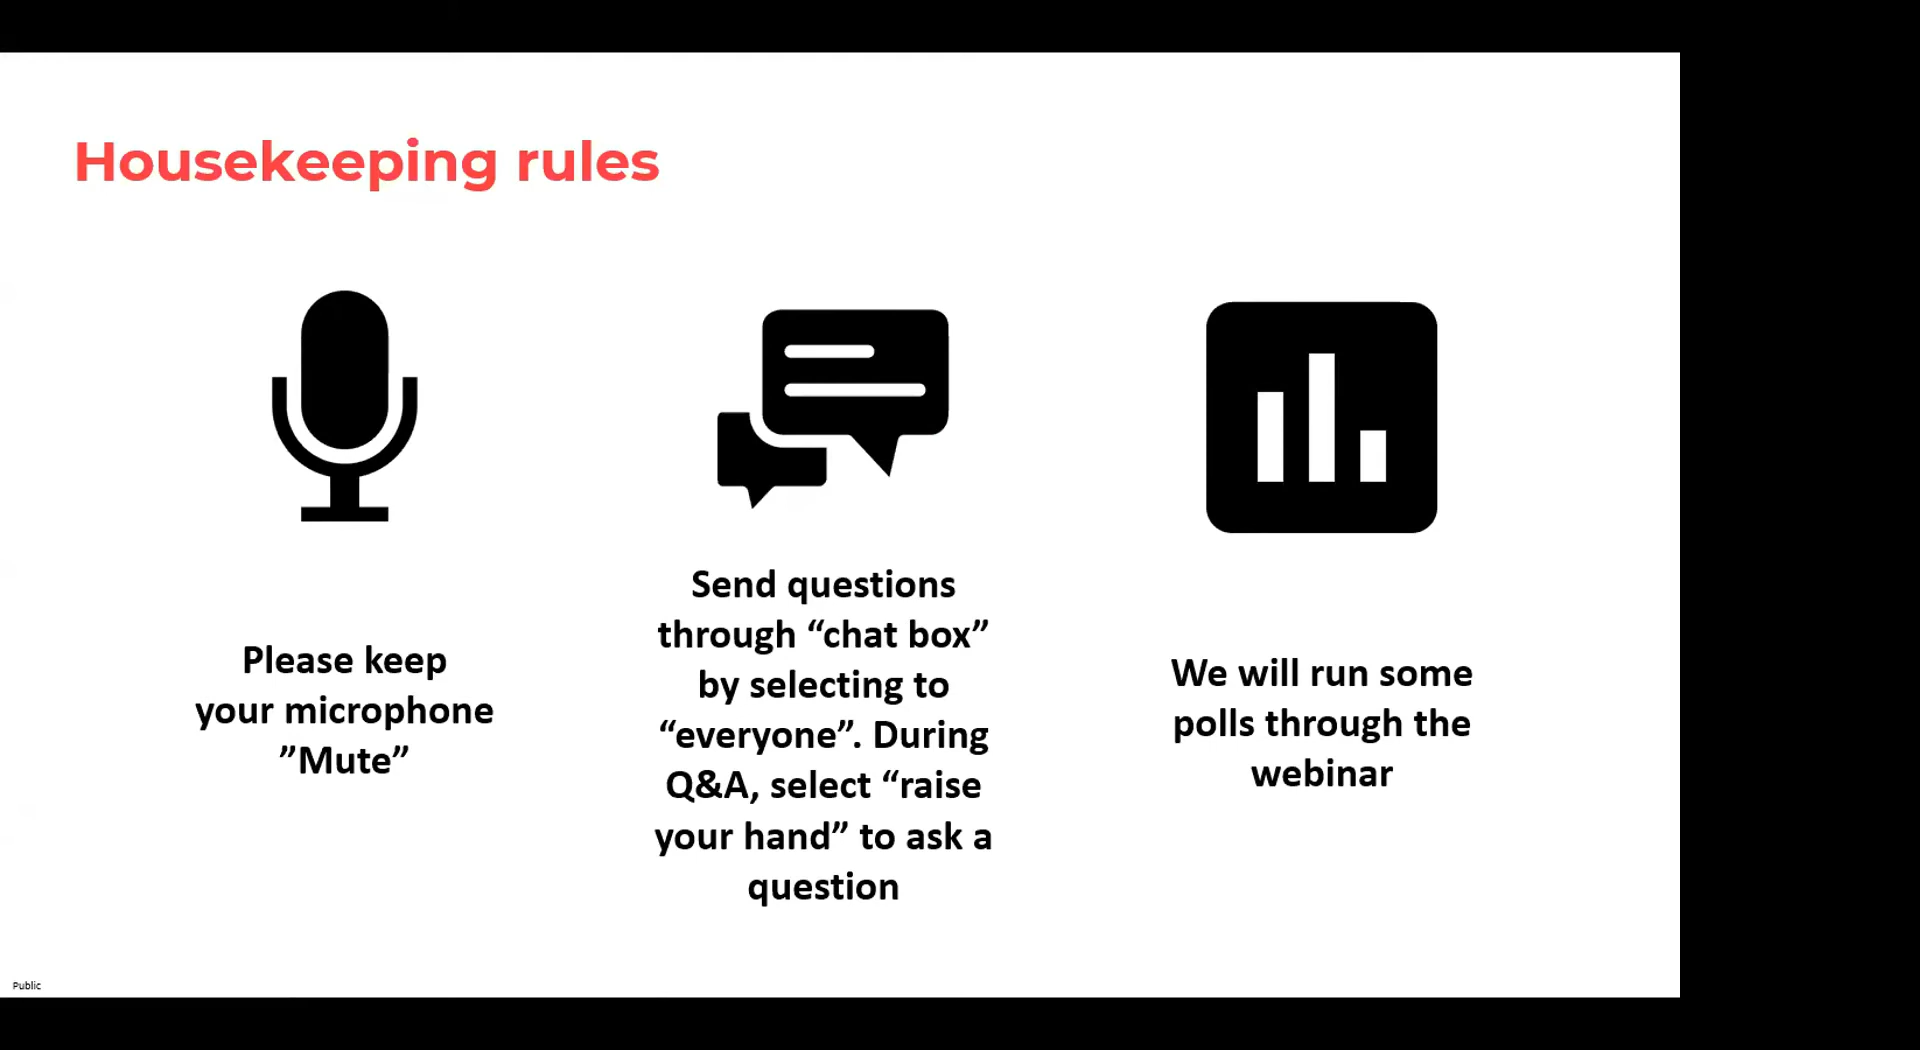 Housekeeping rules
Please keep
your microphone
”Mute”
Send questions
through “chat box”
by selecting to
“everyone”. During
Q&A, select “raise
your hand” to ask a
question
We will run some
polls through the
webinar
Public